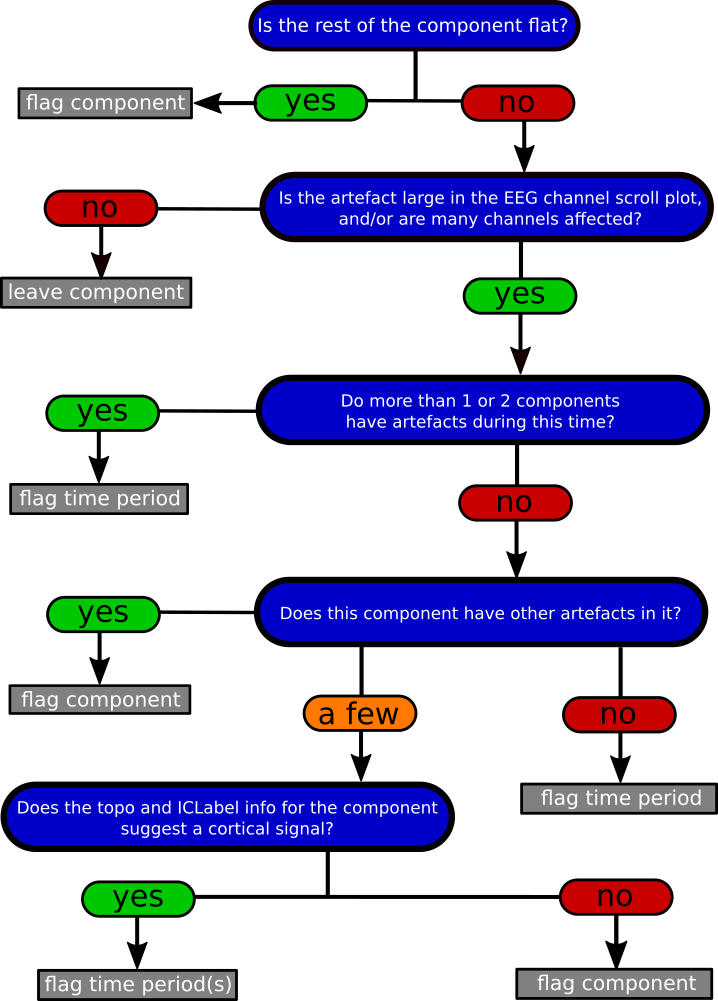 Is the rest of the component flat?
flag component
yes
no
Is the artefact large in the EEG channel scroll plot,
and/or are many channels affected?
no
leave component
yes
Do more than 1 or 2 components
have artefacts during this time?
yes
flag time period
no
Does this component have other artefacts in it?
yes
flag component
a few
no
flag time period
Does the topo and ICLabel info for the component
suggest a cortical signal?
yes
no
flag time period(s)
flag component